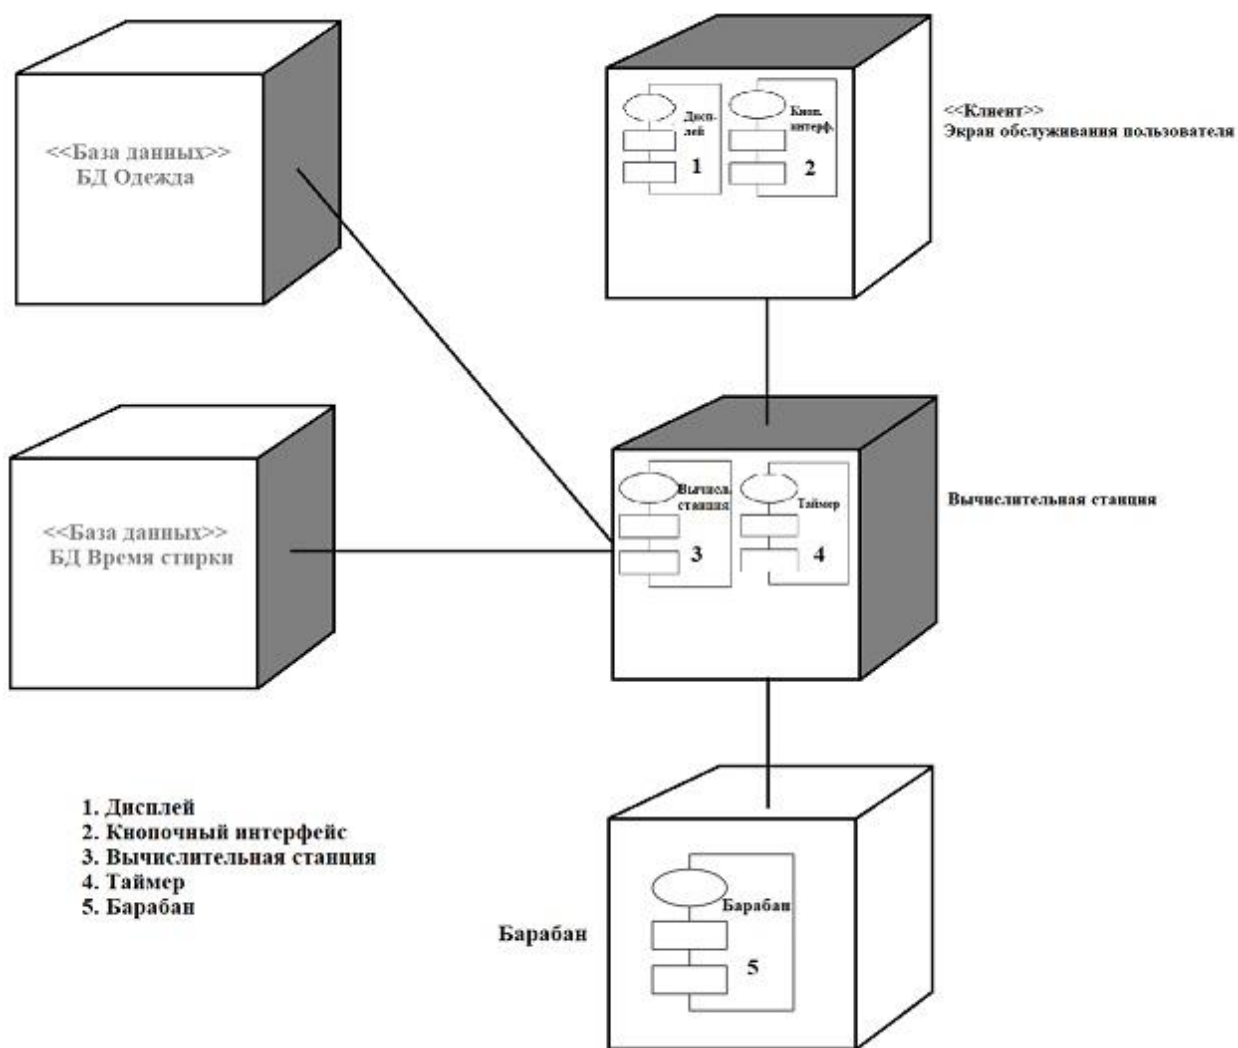 <<База данных>>
БД Одежда
Дисп-
лей
1
Кноп.
интерф.
2
<<Клиент>>
Экран обслуживания пользователя
<<База данных>>
БД Время стирки
Вычисл.
станция
3
Таймер
4
Вычислительная станция
1. Дисплей
2. Кнопочный интерфейс
3. Вычислительная станция
4. Таймер
5. Барабан
Барабан
Барабан
5